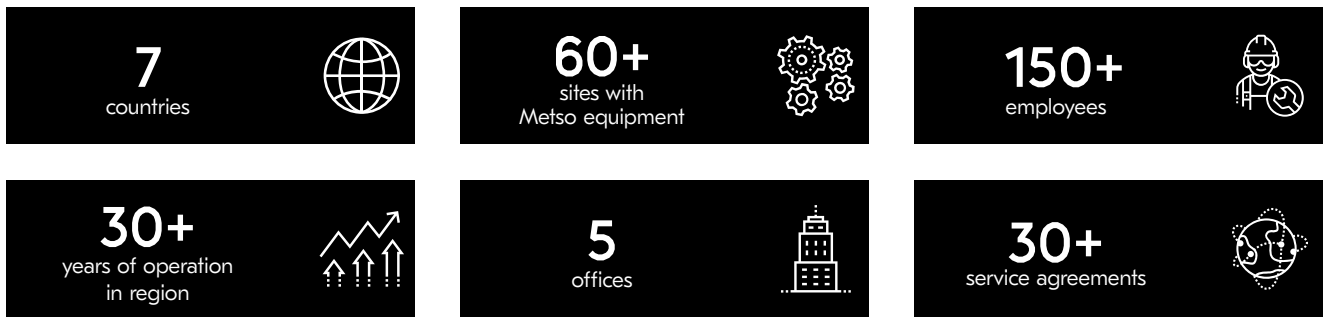 7
countries
60+
sites with
Metso equipment
150+
employees
30+
years of operation
in region
5
offices
30+
service agreements